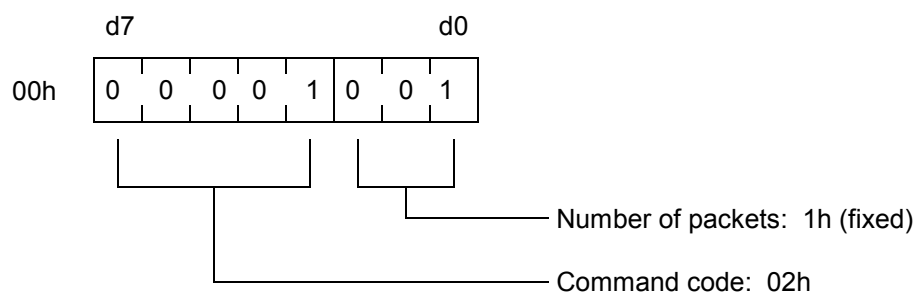 d7 d0
00h 0 0 0 0 1 0 0 1
Number of packets: 1h (fixed)
Command code: 02h